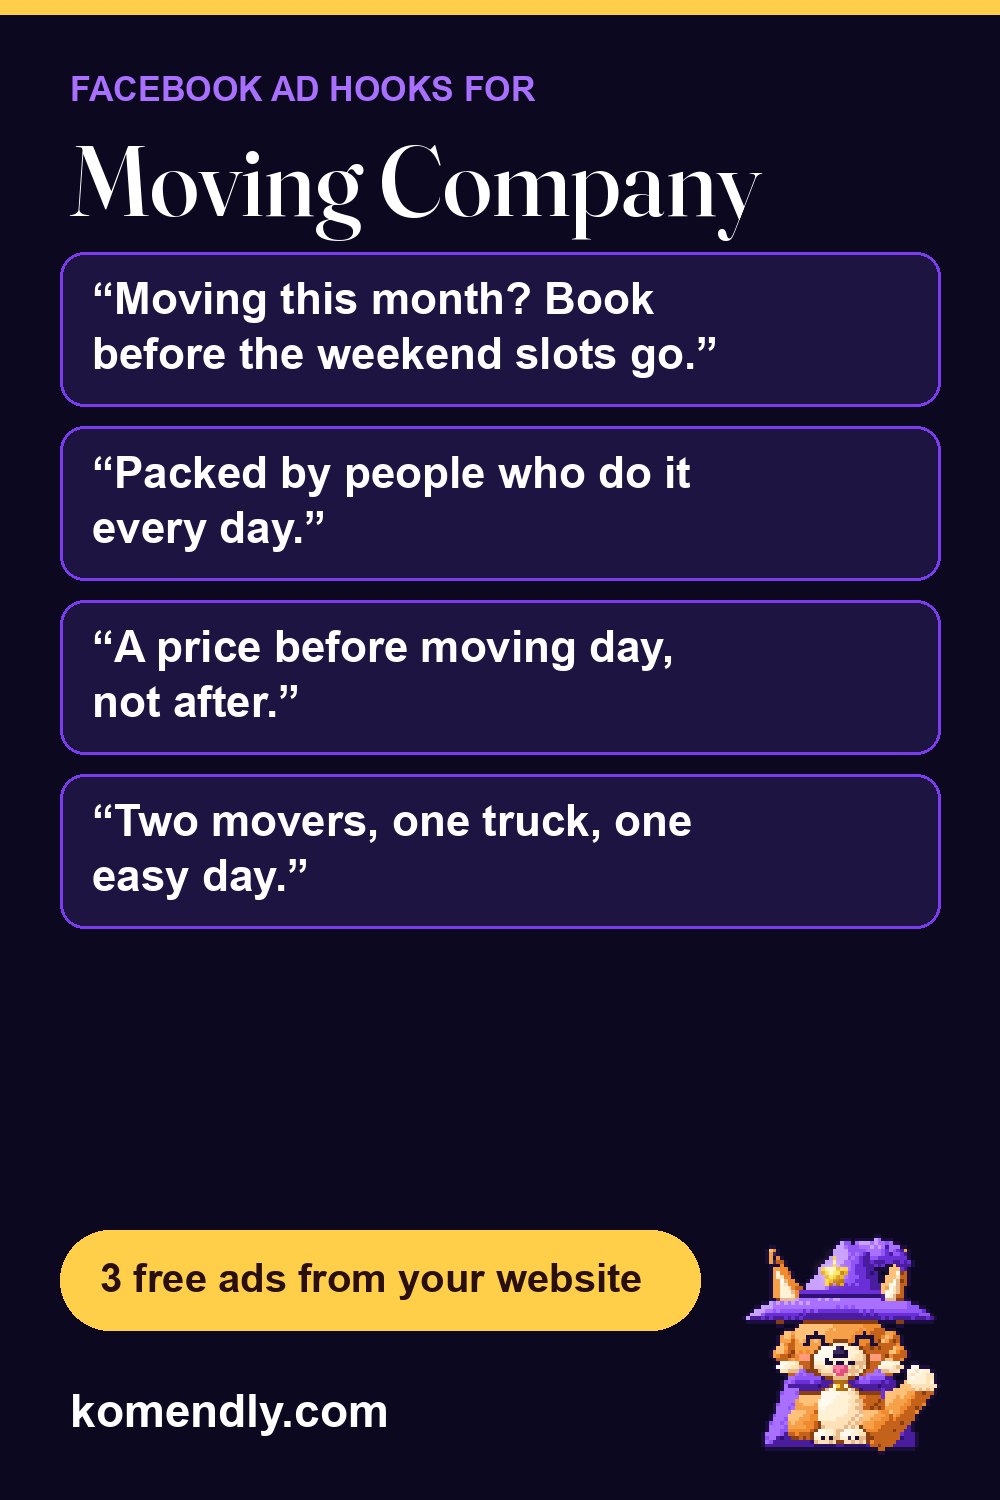 FACEBOOK AD HOOKS FOR
Moving Company
“Moving this month? Book
before the weekend slots go.”
“Packed by people who do it
every day.”
“A price before moving day,
not after.”
“Two movers, one truck, one
easy day.”
3 free ads from your website
komendly.com